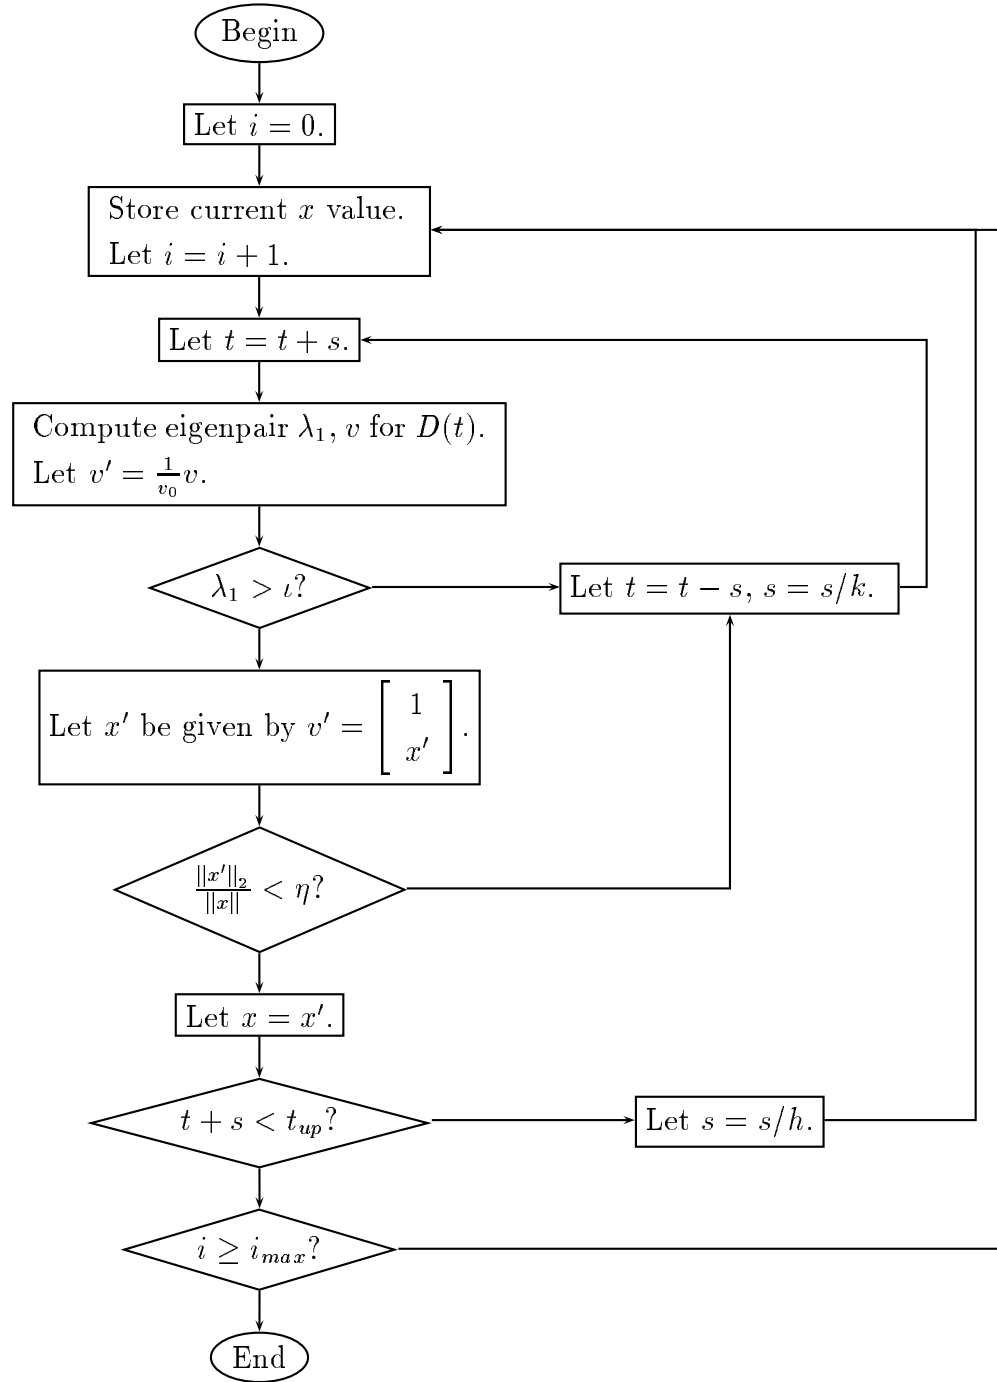 Begin
Let i = 0.
Store current x value.
Let i = i + 1.
Let t = t + s.
Compute eigenpair λ₁, v for D(t).
Let v′ = 1/v₀ v.
λ₁ > ι?
Let t = t − s, s = s/k.
Let x′ be given by v′ = [ 1 x′ ].
||x′||₂ / ||x|| < η?
Let x = x′.
t + s < t_up?
Let s = s/h.
i ≥ i_max?
End